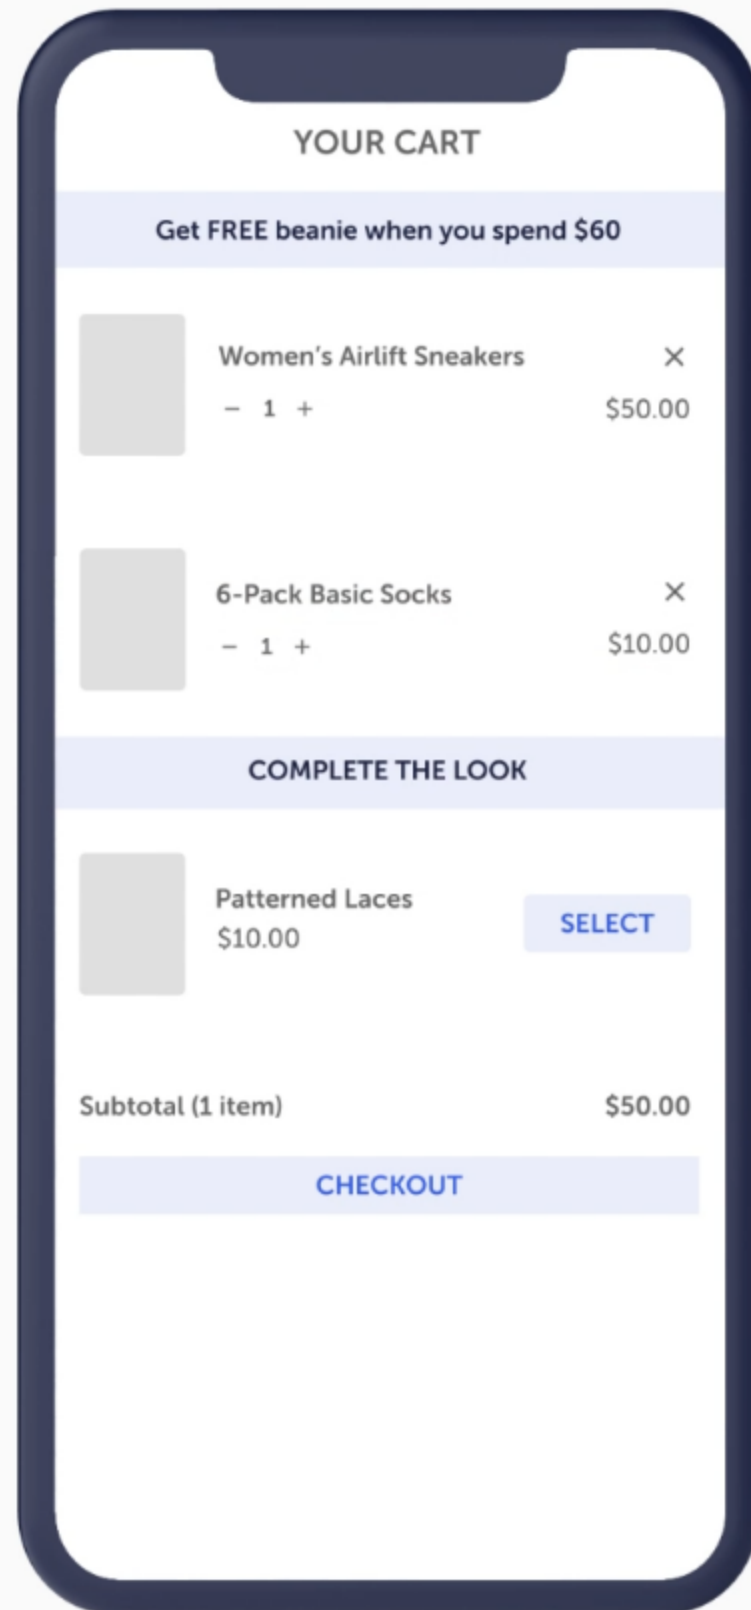 YOUR CART
Get FREE beanie when you spend $60
Women’s Airlift Sneakers ×
− 1 + $50.00
6-Pack Basic Socks ×
− 1 + $10.00
COMPLETE THE LOOK
Patterned Laces
$10.00
SELECT
Subtotal (1 item) $50.00
CHECKOUT